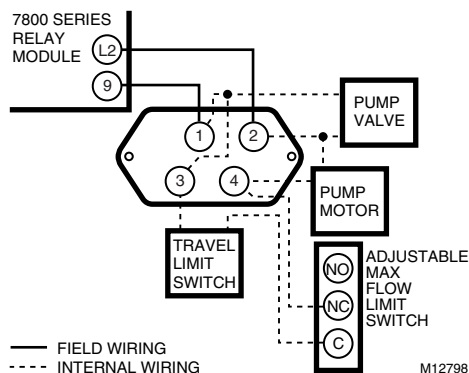 7800 SERIES
RELAY
MODULE
L2
9
1
2
3
4
PUMP
VALVE
PUMP
MOTOR
TRAVEL
LIMIT
SWITCH
NO
NC
C
ADJUSTABLE
MAX
FLOW
LIMIT
SWITCH
FIELD WIRING
INTERNAL WIRING
M12798